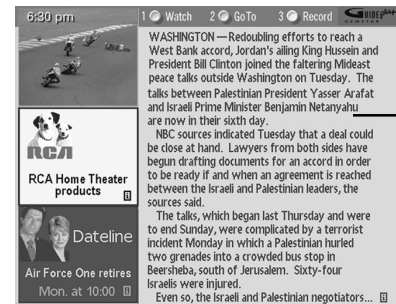 6:30 pm
1 Watch 2 GoTo 3 Record GUIDE Plus+
GEMSTAR
WASHINGTON — Redoubling efforts to reach a
West Bank accord, Jordan's ailing King Hussein and
President Bill Clinton joined the faltering Mideast
peace talks outside Washington on Tuesday. The
talks between Palestinian President Yasser Arafat
and Israeli Prime Minister Benjamin Netanyahu
are now in their sixth day.
NBC sources indicated Tuesday that a deal could
be close at hand. Lawyers from both sides have
begun drafting documents for an accord in order
to be ready if and when an agreement is reached
between the Israeli and Palestinian leaders, the
sources said.
The talks, which began last Thursday and were
to end Sunday, were complicated by a terrorist
incident Monday in which a Palestinian hurled
two grenades into a crowded bus stop in
Beersheba, south of Jerusalem. Sixty-four
Israelis were injured.
Even so, the Israeli and Palestinian negotiators... i
RCA
RCA Home Theater
products i
Dateline
Air Force One retires
Mon. at 10:00 i